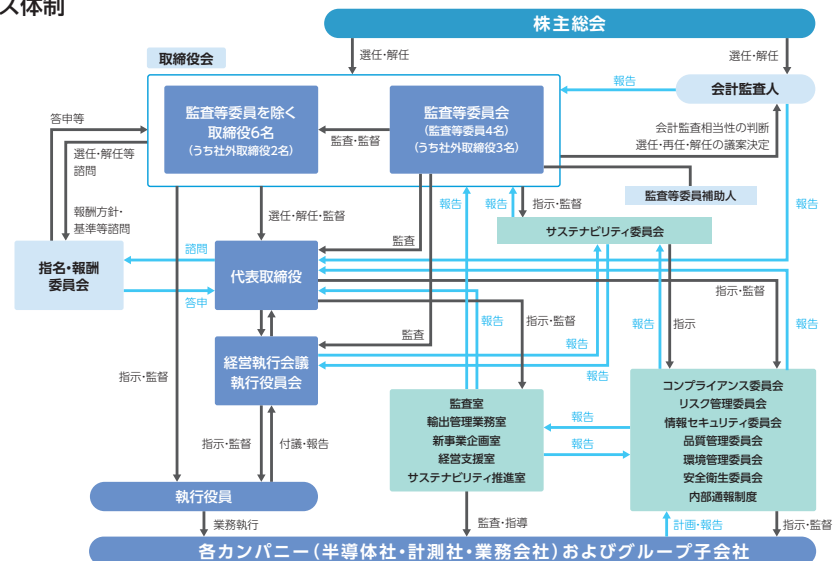 ス体制
株主総会
取締役会
選任・解任
選任・解任
報告
会計監査人
答申等
監査等委員を除く
取締役6名
(うち社外取締役2名)
監査・監督
監査等委員会
(監査等委員4名)
(うち社外取締役3名)
会計監査相当性の判断
選任・再任・解任の議案決定
選任・解任等
諮問
監査等委員補助人
報酬方針・
基準等諮問
選任・解任・監督
報告
報告
指示・監督
報告
サステナビリティ委員会
監査
指名・報酬
委員会
諮問
答申
代表取締役
指示・監督
報告
指示・監督
報告
指示
報告
監査
報告
報告
経営執行会議
執行役員会
指示・監督
指示・監督
付議・報告
監査室
輸出管理業務室
新事業企画室
経営支援室
サステナビリティ推進室
報告
報告
コンプライアンス委員会
リスク管理委員会
情報セキュリティ委員会
品質管理委員会
環境管理委員会
安全衛生委員会
内部通報制度
執行役員
業務執行
監査・指導
計画・報告
指示・監督
各カンパニー(半導体社・計測社・業務会社)およびグループ子会社